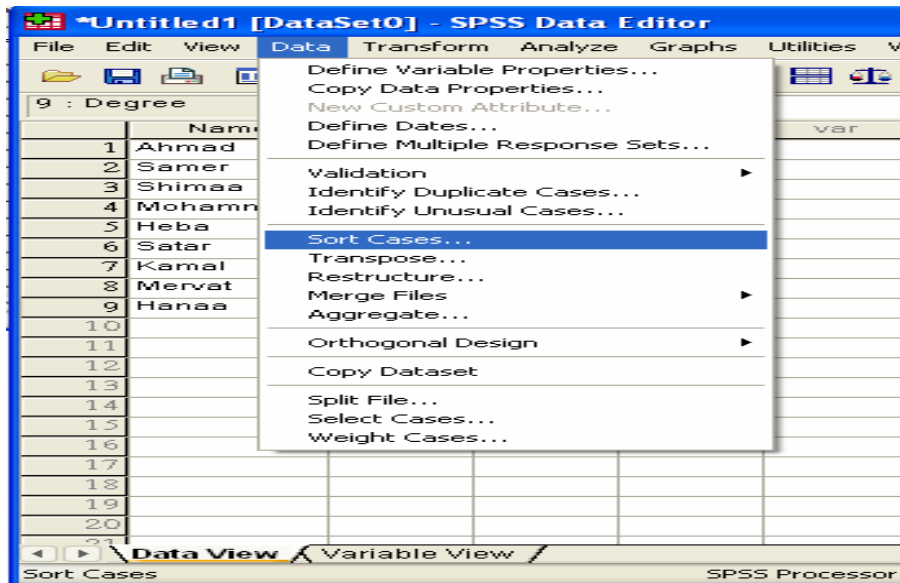 *Untitled1 [DataSet0] - SPSS Data Editor
File Edit View Data Transform Analyze Graphs Utilities
9 : Degree
Define Variable Properties...
Copy Data Properties...
New Custom Attribute...
Define Dates...
Define Multiple Response Sets...
Validation
Identify Duplicate Cases...
Identify Unusual Cases...
Sort Cases...
Transpose...
Restructure...
Merge Files
Aggregate...
Orthogonal Design
Copy Dataset
Split File...
Select Cases...
Weight Cases...
var
1 Ahmad
2 Samer
3 Shimaa
4
5 Heba
6 Satar
7 Kamal
8 Mervat
9 Hanaa
10
11
12
13
14
15
16
17
18
19
20
Data View Variable View
Sort Cases SPSS Processor